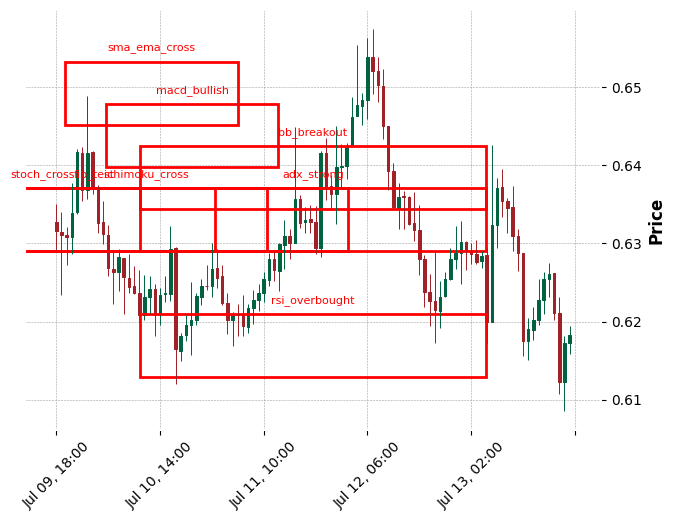 sma_ema_cross
macd_bullish
bb_breakout
stoch_cross
ichimoku_cross
adx_strong
rsi_overbought
0.65
0.64
0.63
0.62
0.61
Price
Jul 09, 18:00
Jul 10, 14:00
Jul 11, 10:00
Jul 12, 06:00
Jul 13, 02:00